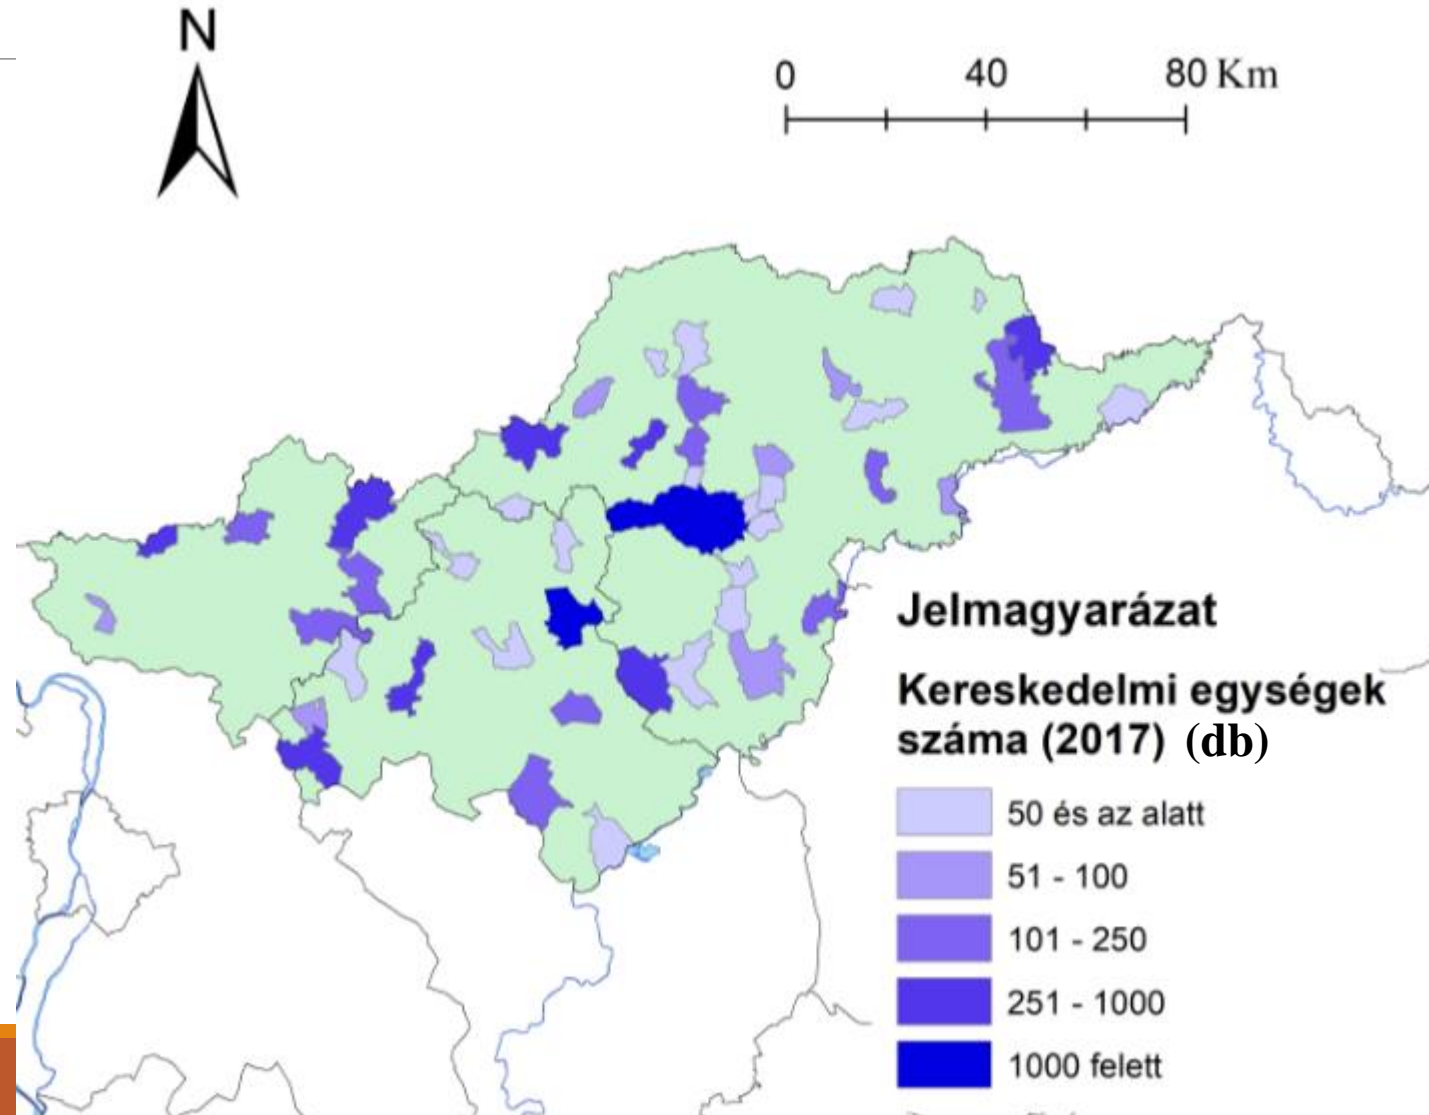 N
0 40 80 Km
Jelmagyarázat
Kereskedelmi egységek
száma (2017) (db)
50 és az alatt
51 - 100
101 - 250
251 - 1000
1000 felett